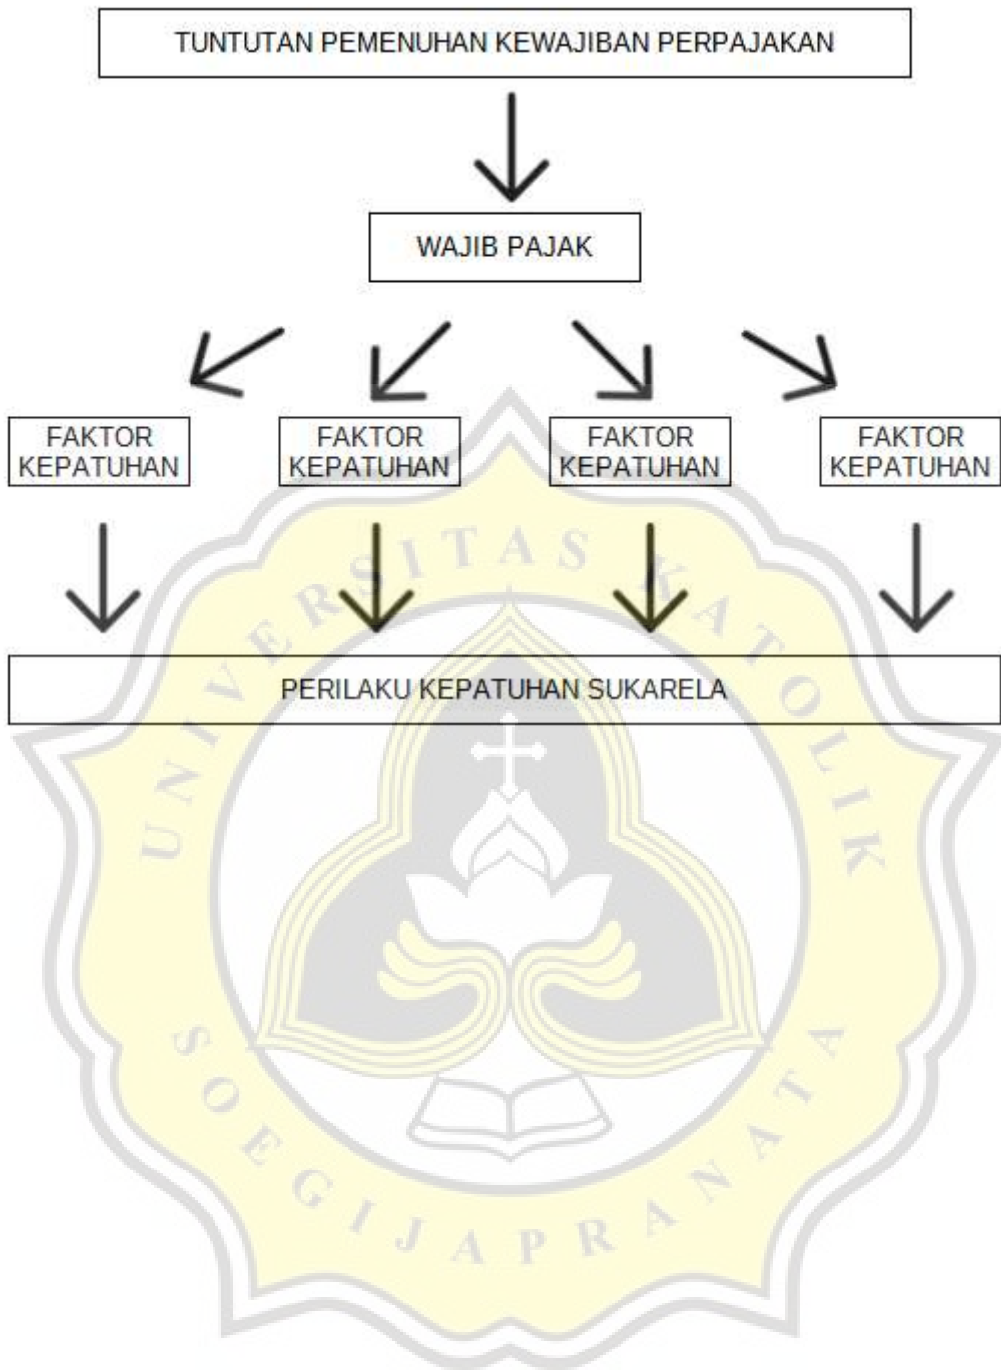 TUNTUTAN PEMENUHAN KEWAJIBAN PERPAJAKAN
WAJIB PAJAK
FAKTOR
KEPATUHAN
FAKTOR
KEPATUHAN
FAKTOR
KEPATUHAN
FAKTOR
KEPATUHAN
PERILAKU KEPATUHAN SUKARELA
UNIVERSITAS KATOLIK
SOEGIJAPRANATA